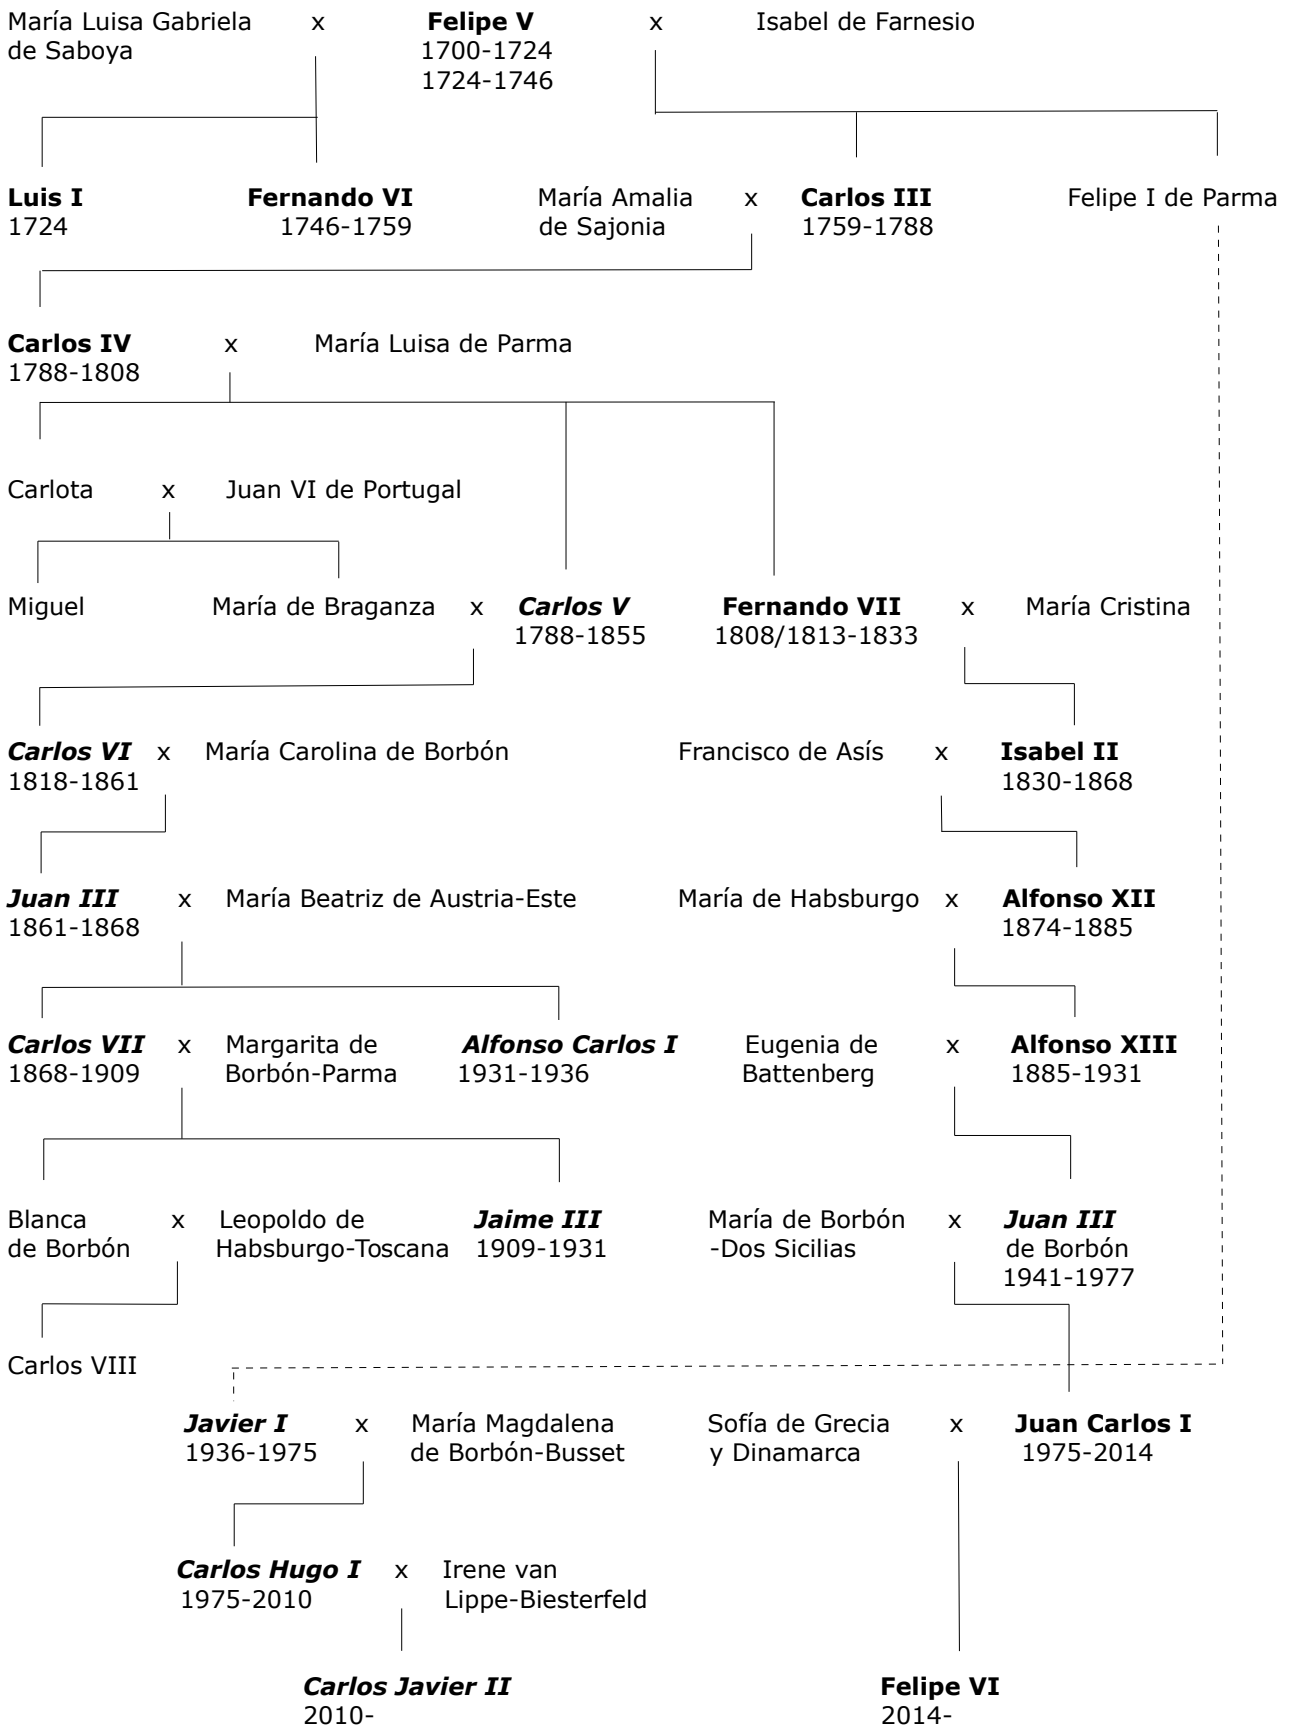 María Luisa Gabriela x Felipe V x Isabel de Farnesio
de Saboya 1700-1724
1724-1746
Luis I Fernando VI María Amalia x Carlos III Felipe I de Parma
1724 1746-1759 de Sajonia 1759-1788
Carlos IV x María Luisa de Parma
1788-1808
Carlota x Juan VI de Portugal
Miguel María de Braganza x Carlos V Fernando VII x María Cristina
1788-1855 1808/1813-1833
Carlos VI x María Carolina de Borbón Francisco de Asís x Isabel II
1818-1861 1830-1868
Juan III x María Beatriz de Austria-Este María de Habsburgo x Alfonso XII
1861-1868 1874-1885
Carlos VII x Margarita de Alfonso Carlos I Eugenia de x Alfonso XIII
1868-1909 Borbón-Parma 1931-1936 Battenberg 1885-1931
Blanca x Leopoldo de Jaime III María de Borbón x Juan III
de Borbón Habsburgo-Toscana 1909-1931 -Dos Sicilias de Borbón
1941-1977
Carlos VIII
Javier I x María Magdalena Sofía de Grecia x Juan Carlos I
1936-1975 de Borbón-Busset y Dinamarca 1975-2014
Carlos Hugo I x Irene van
1975-2010 Lippe-Biesterfeld
Carlos Javier II Felipe VI
2010- 2014-